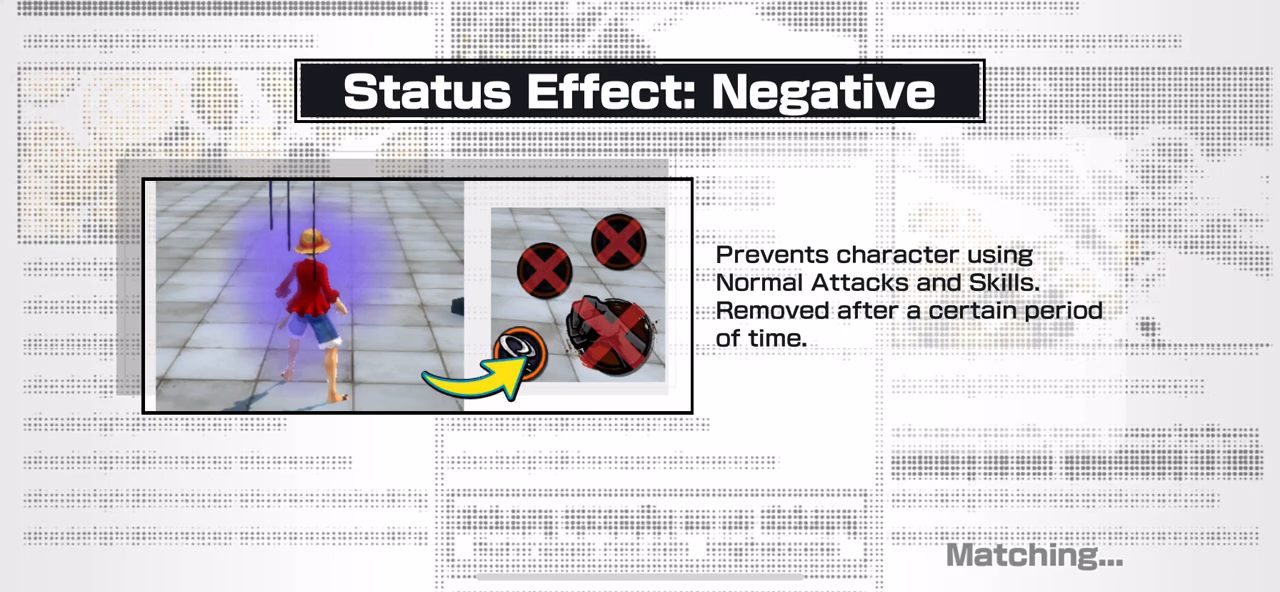 Status Effect: Negative
Prevents character using
Normal Attacks and Skills.
Removed after a certain period
of time.
Matching...